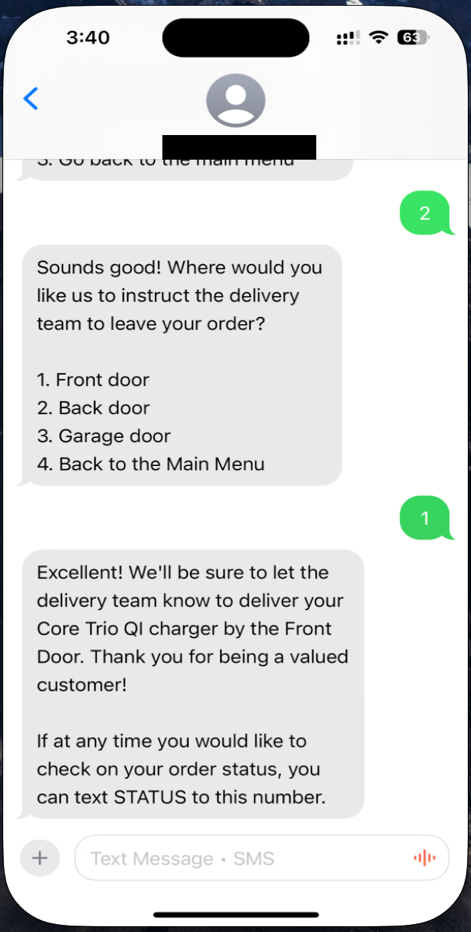 3:40
63
3. Go back to the main menu
2
Sounds good! Where would you
like us to instruct the delivery
team to leave your order?
1. Front door
2. Back door
3. Garage door
4. Back to the Main Menu
1
Excellent! We'll be sure to let the
delivery team know to deliver your
Core Trio QI charger by the Front
Door. Thank you for being a valued
customer!
If at any time you would like to
check on your order status, you
can text STATUS to this number.
Text Message • SMS